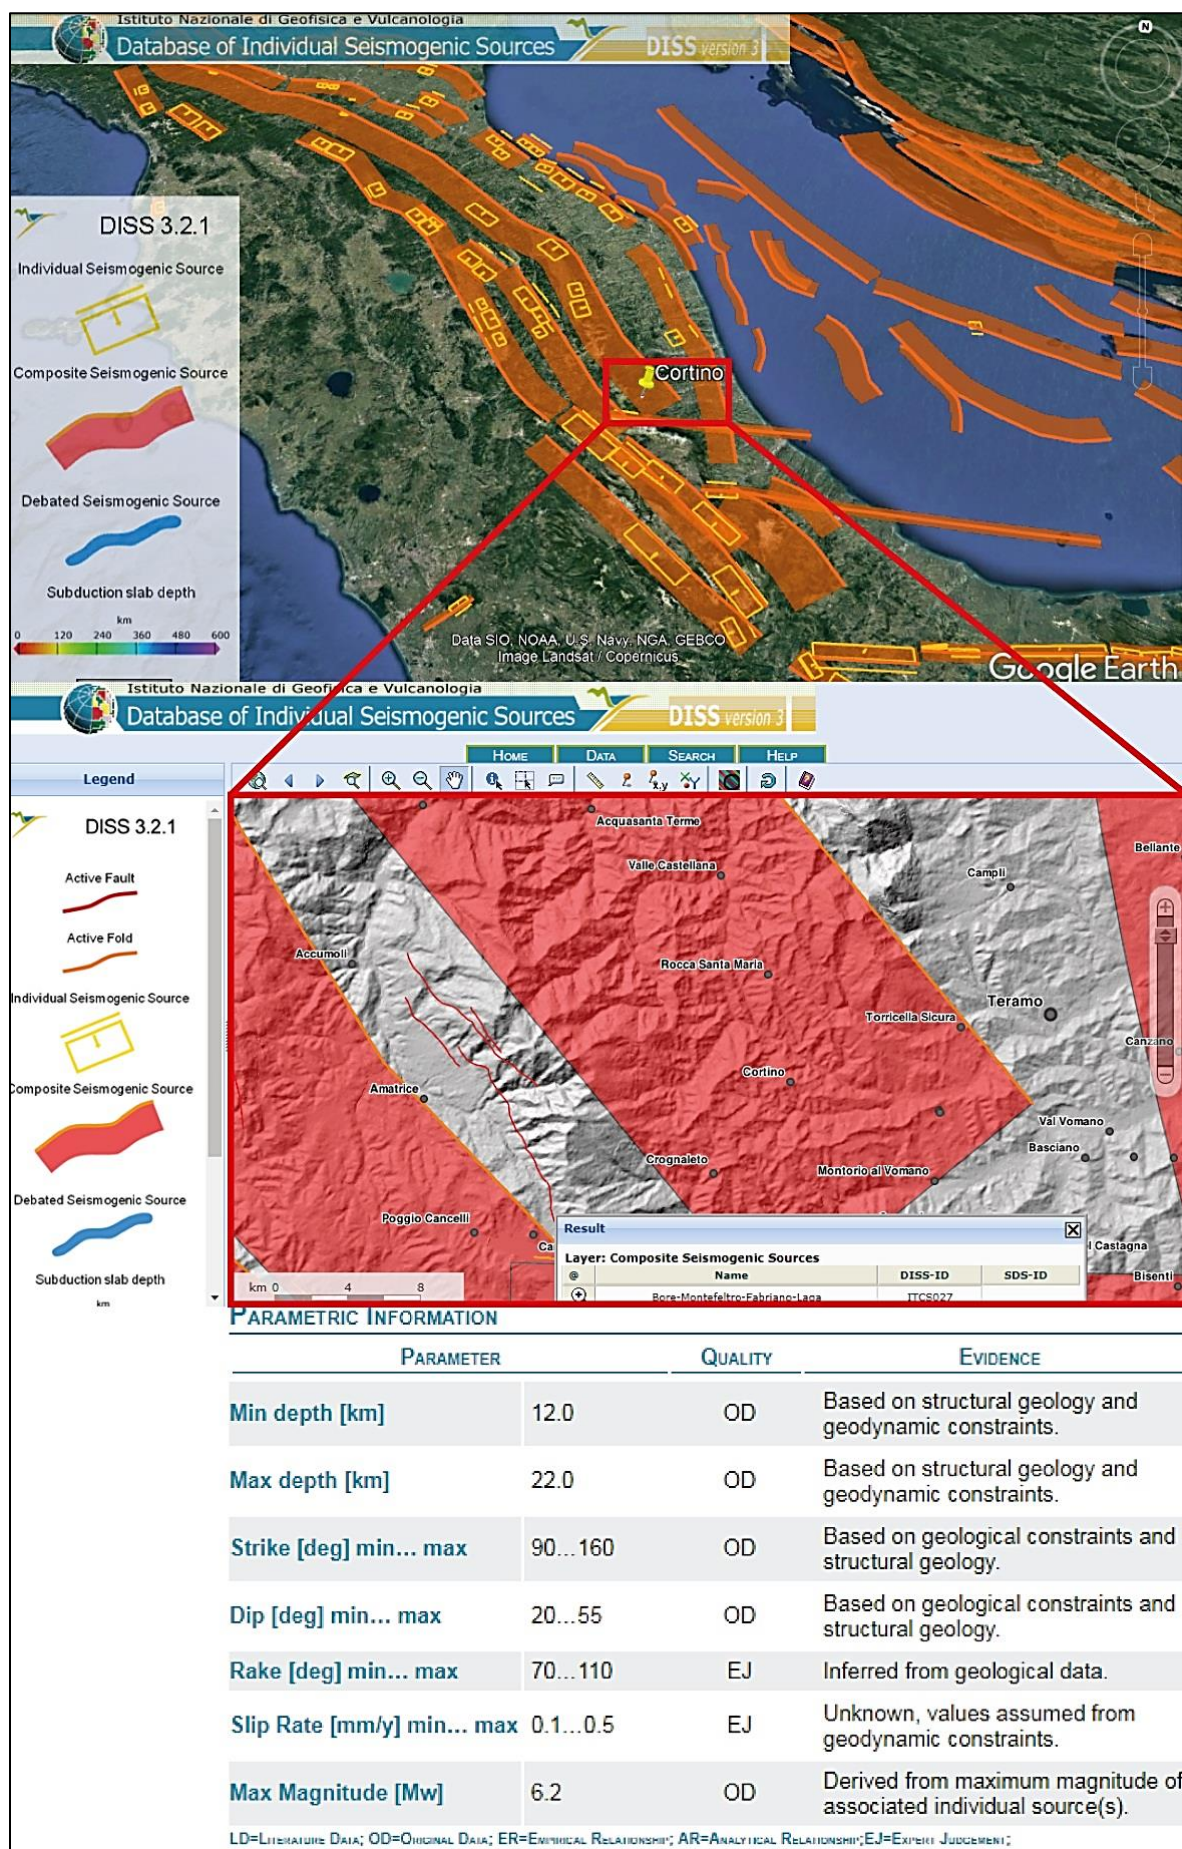 Istituto Nazionale di Geofisica e Vulcanologia
Database of Individual Seismogenic Sources
DISS version 3
N
DISS 3.2.1
Individual Seismogenic Source
Composite Seismogenic Source
Debated Seismogenic Source
Subduction slab depth
km
0 120 240 360 480 600
Cortino
Data SIO, NOAA, U.S. Navy, NGA, GEBCO
Image Landsat / Copernicus
Google Earth
Istituto Nazionale di Geofisica e Vulcanologia
Database of Individual Seismogenic Sources
DISS version 3
HOME DATA SEARCH HELP
Legend
DISS 3.2.1
Active Fault
Active Fold
Individual Seismogenic Source
Composite Seismogenic Source
Debated Seismogenic Source
Subduction slab depth
km
Acquasanta Terme
Valle Castellana
Bellante
Campli
Accumoli
Rocca Santa Maria
Teramo
Torricella Sicura
Canzano
Cortino
Amatrice
Val Vomano
Basciano
Crognaleto
Montorio al Vomano
Poggio Cancelli
Ca
l Castagna
Bisenti
km 0 4 8
Result
Layer: Composite Seismogenic Sources
@ Name DISS-ID SDS-ID
Bore-Montefeltro-Fabriano-Laga ITCS027
PARAMETRIC INFORMATION
PARAMETER QUALITY EVIDENCE
Min depth [km] 12.0 OD Based on structural geology and
geodynamic constraints.
Max depth [km] 22.0 OD Based on structural geology and
geodynamic constraints.
Strike [deg] min... max 90...160 OD Based on geological constraints and
structural geology.
Dip [deg] min... max 20...55 OD Based on geological constraints and
structural geology.
Rake [deg] min... max 70...110 EJ Inferred from geological data.
Slip Rate [mm/y] min... max 0.1...0.5 EJ Unknown, values assumed from
geodynamic constraints.
Max Magnitude [Mw] 6.2 OD Derived from maximum magnitude of
associated individual source(s).
LD=LITERATURE DATA; OD=ORIGINAL DATA; ER=EMPIRICAL RELATIONSHIP; AR=ANALYTICAL RELATIONSHIP;EJ=EXPERT JUDGEMENT;